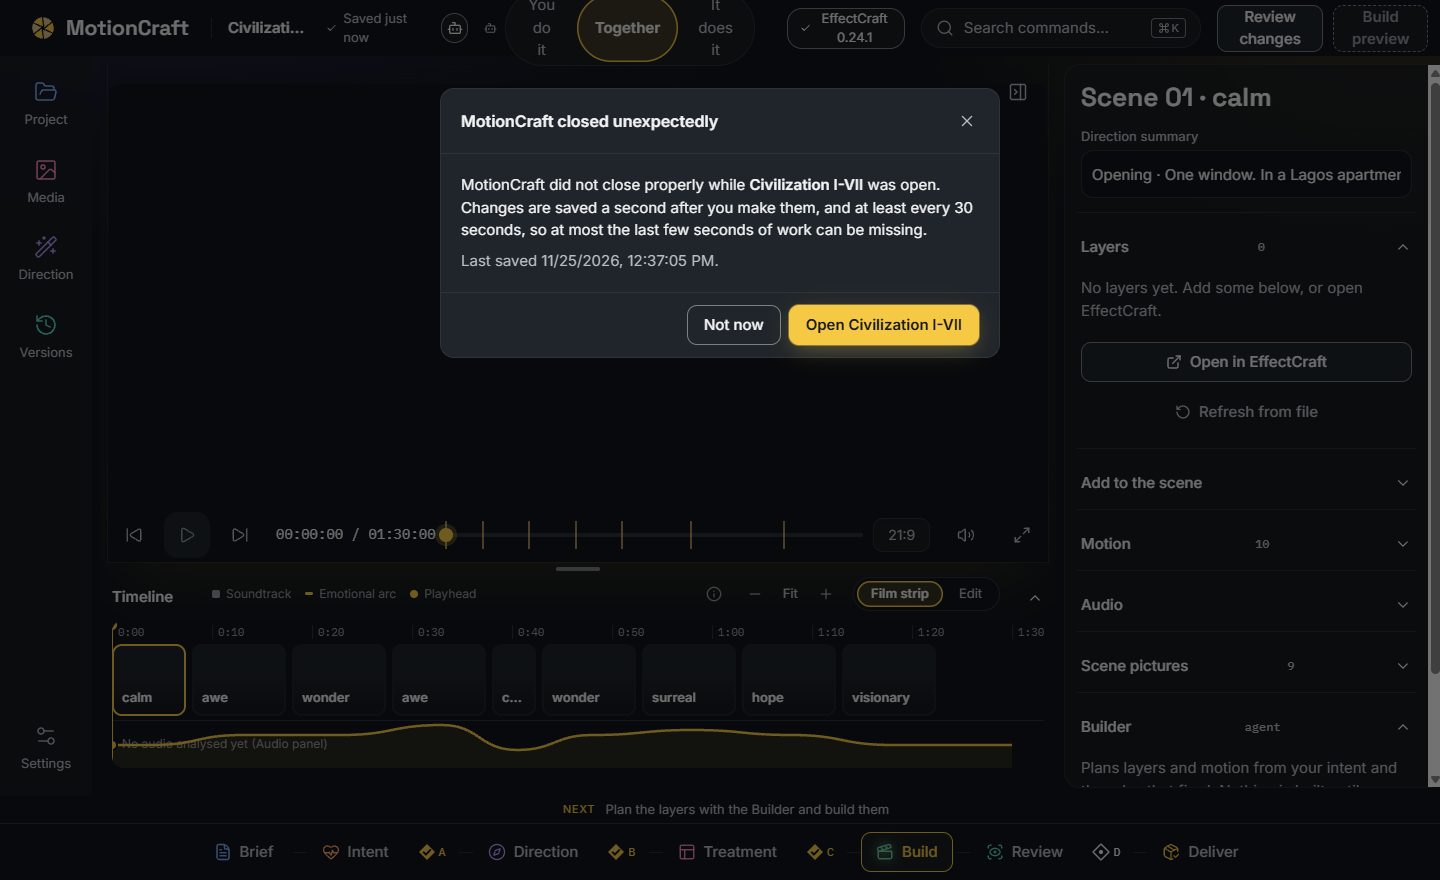 MotionCraft
Civilizati...
Saved just now
You do it
Together
It does it
EffectCraft 0.24.1
Search commands...
⌘K
Review changes
Build preview
Project
Media
Direction
Versions
Settings
MotionCraft closed unexpectedly
MotionCraft did not close properly while Civilization I-VII was open.
Changes are saved a second after you make them, and at least every 30
seconds, so at most the last few seconds of work can be missing.
Last saved 11/25/2026, 12:37:05 PM.
Not now
Open Civilization I-VII
00:00:00 / 01:30:00
21:9
Timeline
Soundtrack
Emotional arc
Playhead
Fit
Film strip
Edit
0:00 0:10 0:20 0:30 0:40 0:50 1:00 1:10 1:20 1:30
calm awe wonder awe c... wonder surreal hope visionary
No audio analysed yet (Audio panel)
Scene 01 · calm
Direction summary
Opening · One window. In a Lagos apartmer
Layers 0
No layers yet. Add some below, or open
EffectCraft.
Open in EffectCraft
Refresh from file
Add to the scene
Motion 10
Audio
Scene pictures 9
Builder agent
Plans layers and motion from your intent and
NEXT Plan the layers with the Builder and build them
Brief Intent A Direction B Treatment C Build Review D Deliver